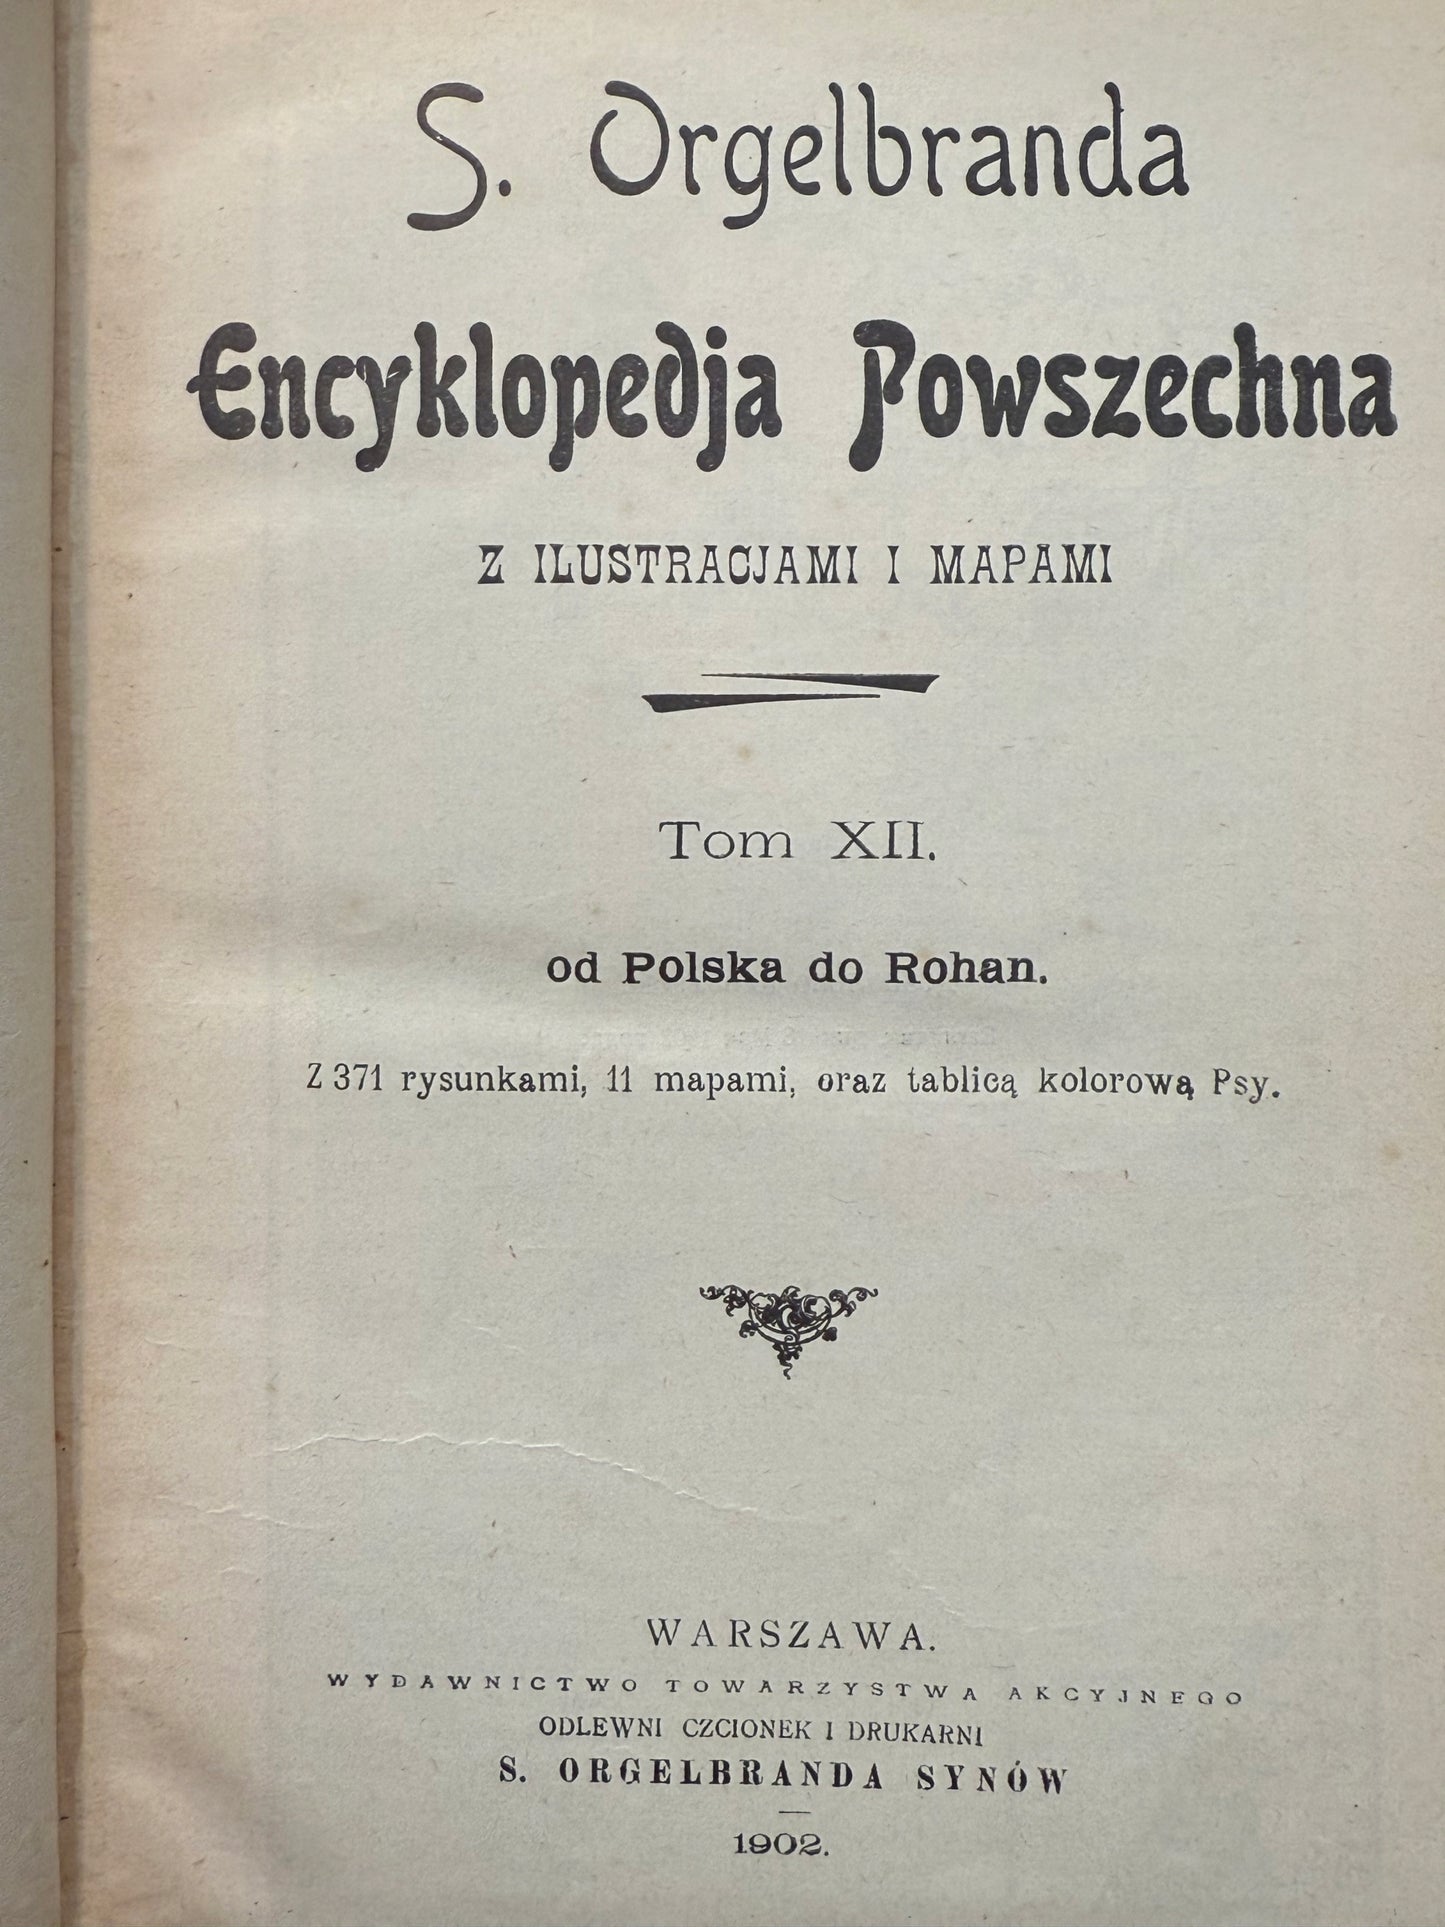 S. Orgelbranda
Encyklopedja Powszechna
Z ILUSTRACJAMI I MAPAMI
Tom XII.
od Polska do Rohan.
Z 371 rysunkami, 11 mapami, oraz tablicą kolorową Psy.
WARSZAWA.
WYDAWNICTWO TOWARZYSTWA AKCYJNEGO
ODLEWNI CZCIONEK I DRUKARNI
S. ORGELBRANDA SYNÓW
1902.